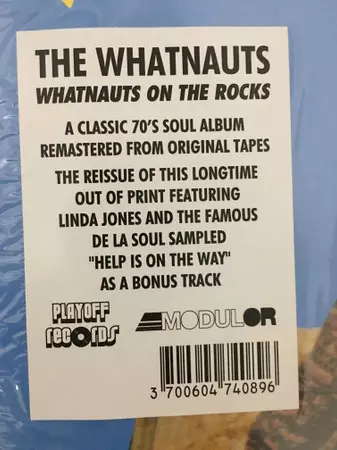 THE WHATNAUTS
WHATNAUTS ON THE ROCKS
A CLASSIC 70'S SOUL ALBUM
REMASTERED FROM ORIGINAL TAPES
THE REISSUE OF THIS LONGTIME
OUT OF PRINT FEATURING
LINDA JONES AND THE FAMOUS
DE LA SOUL SAMPLED
"HELP IS ON THE WAY"
AS A BONUS TRACK
PLAYOFF
records
MODULOR
3 700604 740896